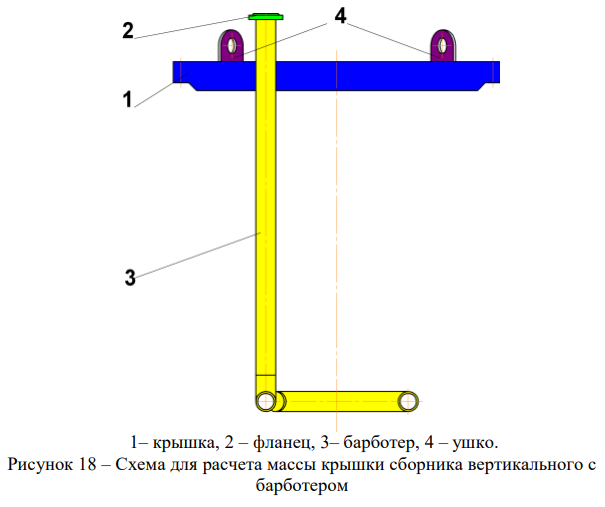 2
4
1
3
1– крышка, 2 – фланец, 3– барботер, 4 – ушко.
Рисунок 18 – Схема для расчета массы крышки сборника вертикального с
барботером